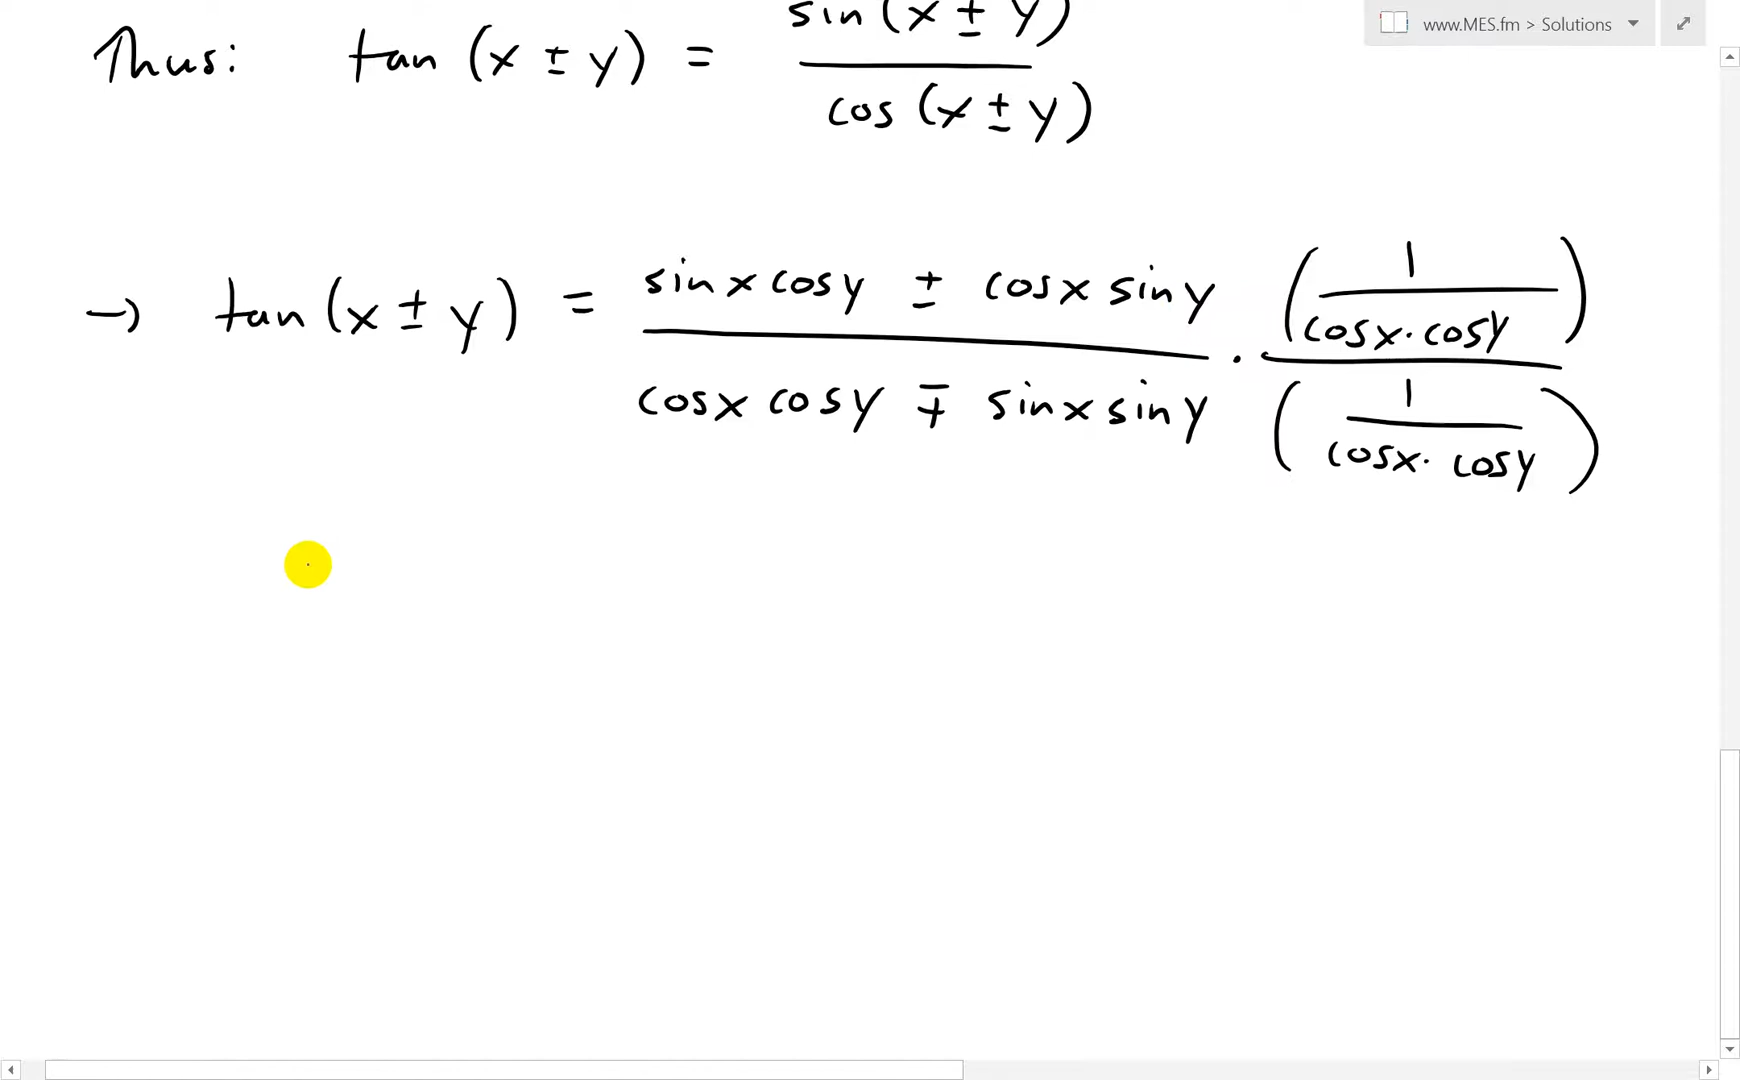 www.MES.fm > Solutions
sin (x ± y)
Thus: tan (x ± y) =
cos (x ± y)
→ tan (x ± y) = sinx cosy ± cosx siny (1 / cosx · cosy)
cosx cosy ∓ sinx siny · (1 / cosx · cosy)